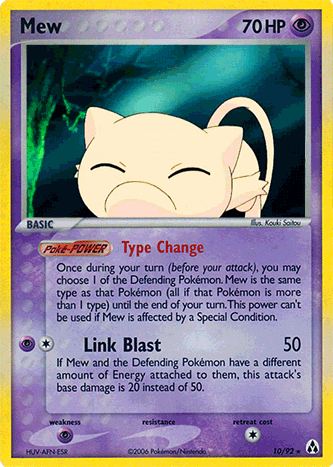 Mew 70 HP
BASIC Illus. Kouki Saitou
Poké-POWER Type Change
Once during your turn (before your attack), you may
choose 1 of the Defending Pokémon. Mew is the same
type as that Pokémon (all if that Pokémon is more
than 1 type) until the end of your turn. This power can't
be used if Mew is affected by a Special Condition.
Link Blast 50
If Mew and the Defending Pokémon have a different
amount of Energy attached to them, this attack's
base damage is 20 instead of 50.
weakness resistance retreat cost
HUV-AFN-ESR ©2006 Pokémon/Nintendo. 10/92 ★